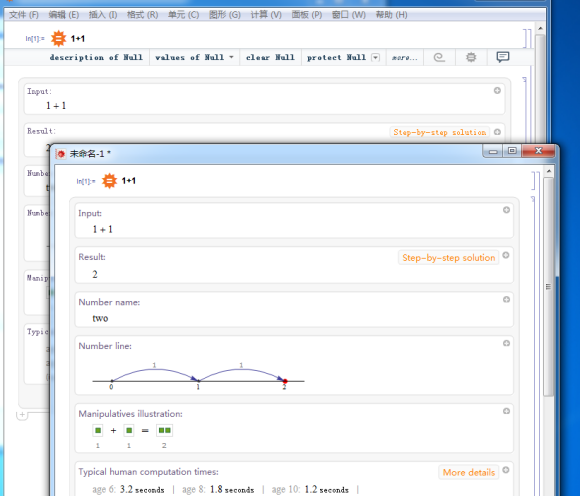 文件 (F) 编辑 (E) 插入 (I) 格式 (R) 单元 (C) 图形 (G) 计算 (V) 面板 (P) 窗口 (W) 帮助 (H)
In[1]:= 1+1
description of Null values of Null clear Null protect Null more...
Input:
1 + 1
Result:
Step-by-step solution
2
未命名-1 *
In[1]:= 1+1
Input:
1 + 1
Result:
Step-by-step solution
2
Number name:
two
Number line:
1 1
0 1 2
Manipulatives illustration:
+ =
1 1 2
Typical human computation times:
More details
age 6: 3.2 seconds | age 8: 1.8 seconds | age 10: 1.2 seconds |